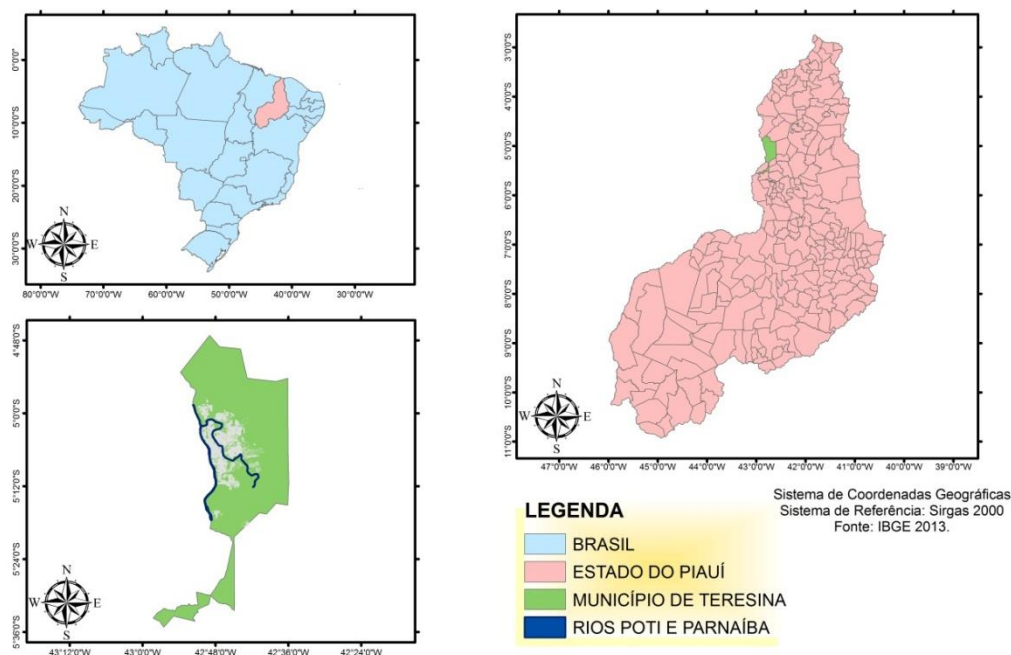 N
W E
S
0°0'0"
10°0'0"S
20°0'0"S
30°0'0"S
80°0'0"W 70°0'0"W 60°0'0"W 50°0'0"W 40°0'0"W 30°0'0"W
3°0'0"S
4°0'0"S
5°0'0"S
6°0'0"S
7°0'0"S
8°0'0"S
9°0'0"S
10°0'0"S
11°0'0"S
N
W E
S
47°0'0"W 46°0'0"W 45°0'0"W 44°0'0"W 43°0'0"W 42°0'0"W 41°0'0"W 40°0'0"W 39°0'0"W
4°48'0"S
5°0'0"S
5°12'0"S
5°24'0"S
5°36'0"S
N
W E
S
43°12'0"W 43°0'0"W 42°48'0"W 42°36'0"W 42°24'0"W
Sistema de Coordenadas Geográficas
Sistema de Referência: Sirgas 2000
Fonte: IBGE 2013.
LEGENDA
BRASIL
ESTADO DO PIAUÍ
MUNICÍPIO DE TERESINA
RIOS POTI E PARNAÍBA